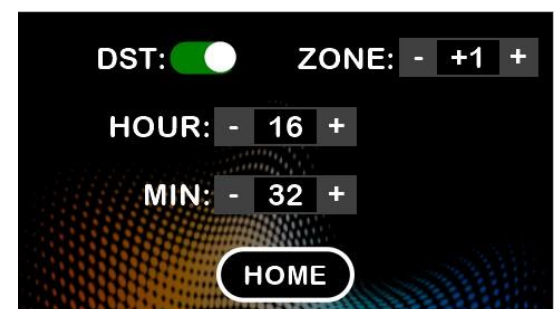 DST: ZONE: - +1 +
HOUR: - 16 +
MIN: - 32 +
HOME